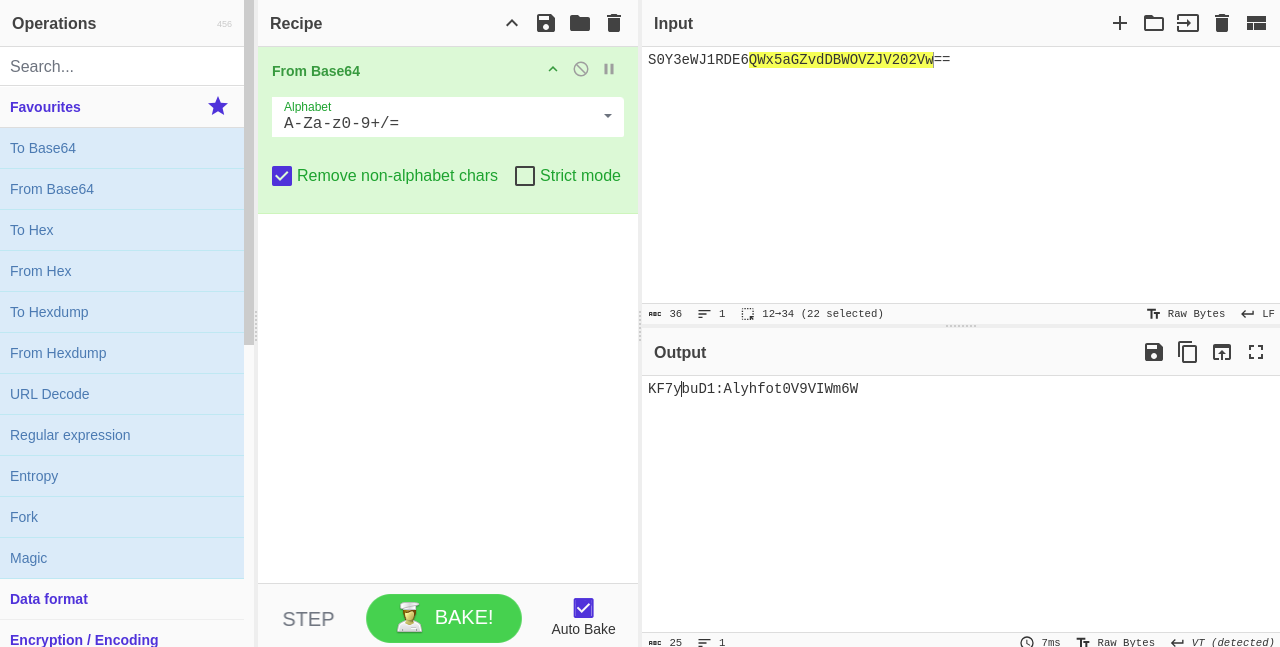 Operations
456
Search...
Favourites
To Base64
From Base64
To Hex
From Hex
To Hexdump
From Hexdump
URL Decode
Regular expression
Entropy
Fork
Magic
Data format
Encryption / Encoding
Recipe
From Base64
Alphabet
A-Za-z0-9+/=
Remove non-alphabet chars
Strict mode
STEP
BAKE!
Auto Bake
Input
S0Y3eWJ1RDE6QWx5aGZvdDBWOVZJV202Vw==
ABC 36 1 12→34 (22 selected) Raw Bytes LF
Output
KF7ybuD1:Alyhfot0V9VIWm6W
ABC 25 1 7ms Raw Bytes VT (detected)